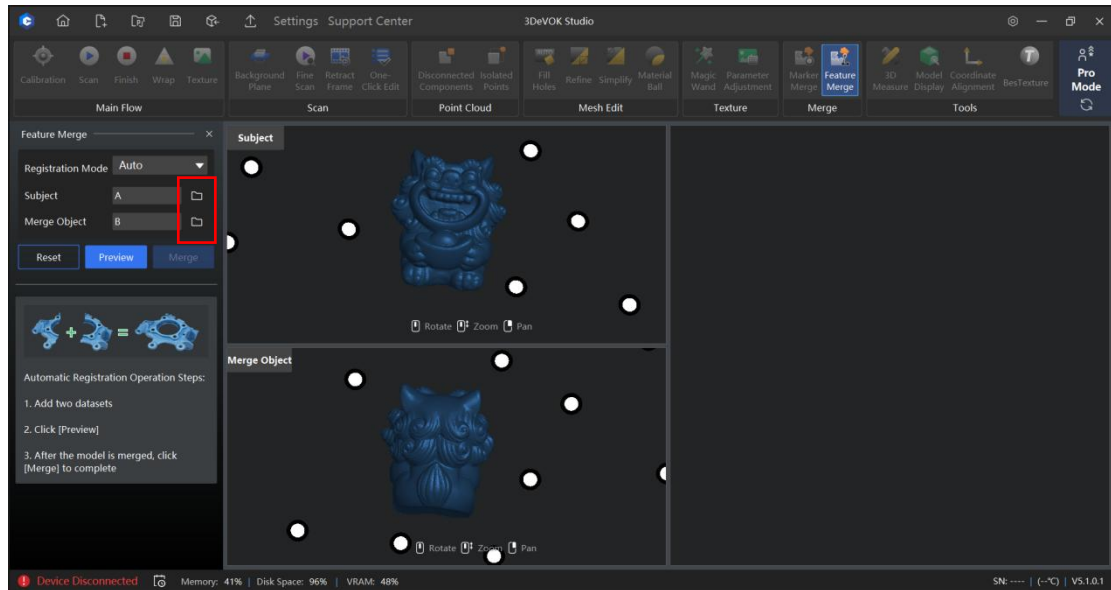 Settings Support Center
3DeVOK Studio
Calibration Scan Finish Wrap Texture
Main Flow
Background Plane Fine Scan Retract Frame One-Click Edit
Scan
Disconnected Components Isolated Points
Point Cloud
Fill Holes Refine Simplify Material Ball
Mesh Edit
Magic Wand Parameter Adjustment
Texture
Marker Merge Feature Merge
Merge
3D Measure Model Display Coordinate Alignment BesTexture
Tools
Pro Mode
Feature Merge
Registration Mode Auto
Subject A
Merge Object B
Reset Preview Merge
Automatic Registration Operation Steps:
1. Add two datasets
2. Click [Preview]
3. After the model is merged, click
[Merge] to complete
Subject
Rotate Zoom Pan
Merge Object
Rotate Zoom Pan
Device Disconnected Memory: 41% | Disk Space: 96% | VRAM: 48%
SN: ---- | (--℃) | V5.1.0.1